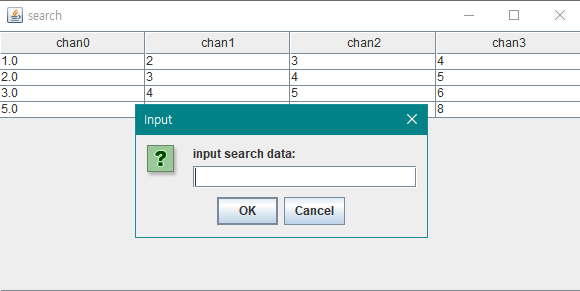 search
chan0 chan1 chan2 chan3
1.0 2 3 4
2.0 3 4 5
3.0 4 5 6
5.0 8
Input
?
input search data:
OK Cancel